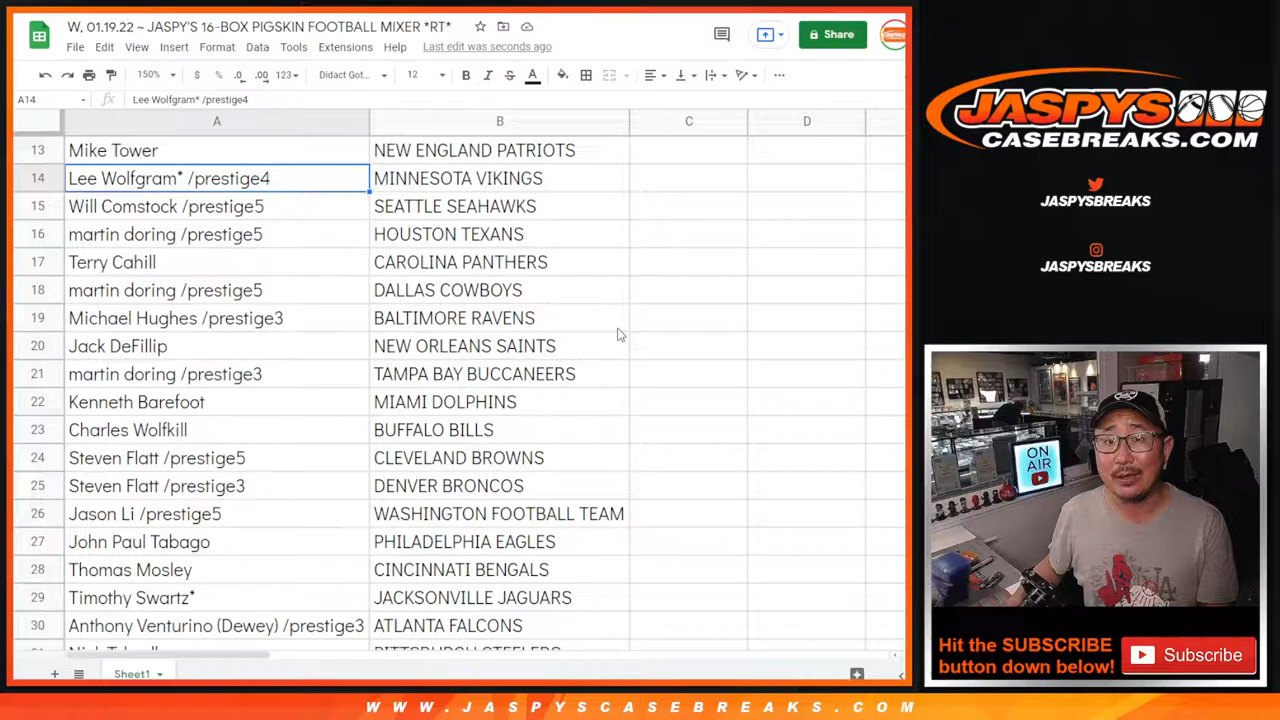 W, 01.19.22 ~ JASPY'S 16-BOX PIGSKIN FOOTBALL MIXER *RT*
File Edit View Insert Format Data Tools Extensions Help Last edit was seconds ago
Share
150% $ % .0 .00 123 Didact Got... 12 B I S A
A14 fx Lee Wolfgram* /prestige4
A B C D
13 Mike Tower NEW ENGLAND PATRIOTS
14 Lee Wolfgram* /prestige4 MINNESOTA VIKINGS
15 Will Comstock /prestige5 SEATTLE SEAHAWKS
16 martin doring /prestige5 HOUSTON TEXANS
17 Terry Cahill CAROLINA PANTHERS
18 martin doring /prestige5 DALLAS COWBOYS
19 Michael Hughes /prestige3 BALTIMORE RAVENS
20 Jack DeFillip NEW ORLEANS SAINTS
21 martin doring /prestige3 TAMPA BAY BUCCANEERS
22 Kenneth Barefoot MIAMI DOLPHINS
23 Charles Wolfkill BUFFALO BILLS
24 Steven Flatt /prestige5 CLEVELAND BROWNS
25 Steven Flatt /prestige3 DENVER BRONCOS
26 Jason Li /prestige5 WASHINGTON FOOTBALL TEAM
27 John Paul Tabago PHILADELPHIA EAGLES
28 Thomas Mosley CINCINNATI BENGALS
29 Timothy Swartz* JACKSONVILLE JAGUARS
30 Anthony Venturino (Dewey) /prestige3 ATLANTA FALCONS
PITTSBURGH STEELERS
Sheet1
JASPYS
CASEBREAKS.COM
JASPYSBREAKS
JASPYSBREAKS
ON
AIR
Hit the SUBSCRIBE
button down below!
Subscribe
WWW.JASPYSCASEBREAKS.COM